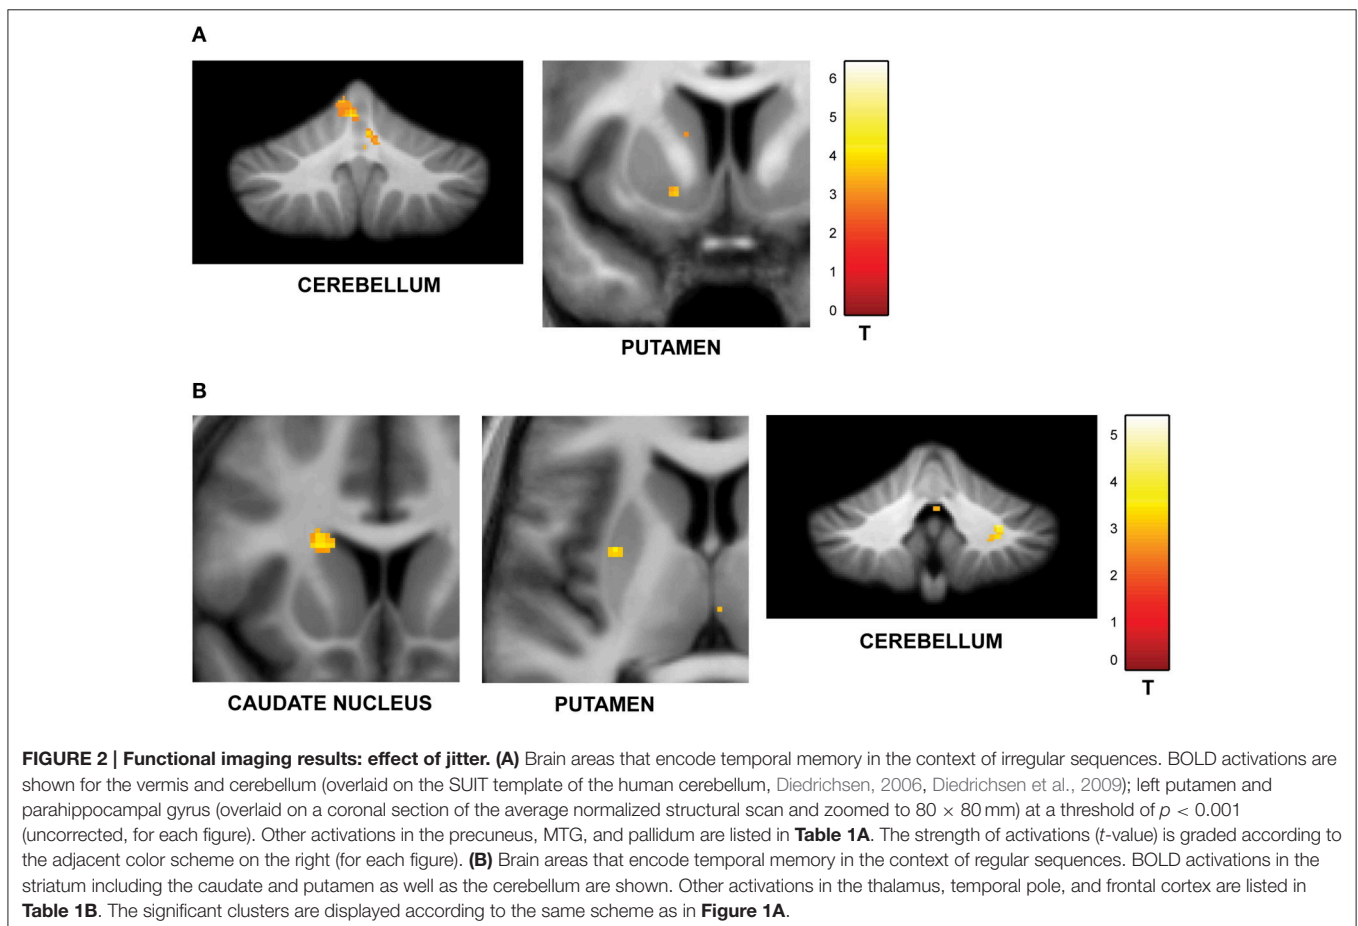 A
6
5
4
3
2
1
0
T
CEREBELLUM
PUTAMEN
B
5
4
3
2
1
0
T
CEREBELLUM
CAUDATE NUCLEUS
PUTAMEN
FIGURE 2 | Functional imaging results: effect of jitter. (A) Brain areas that encode temporal memory in the context of irregular sequences. BOLD activations are
shown for the vermis and cerebellum (overlaid on the SUIT template of the human cerebellum, Diedrichsen, 2006, Diedrichsen et al., 2009); left putamen and
parahippocampal gyrus (overlaid on a coronal section of the average normalized structural scan and zoomed to 80 × 80 mm) at a threshold of p < 0.001
(uncorrected, for each figure). Other activations in the precuneus, MTG, and pallidum are listed in Table 1A. The strength of activations (t-value) is graded according to
the adjacent color scheme on the right (for each figure). (B) Brain areas that encode temporal memory in the context of regular sequences. BOLD activations in the
striatum including the caudate and putamen as well as the cerebellum are shown. Other activations in the thalamus, temporal pole, and frontal cortex are listed in
Table 1B. The significant clusters are displayed according to the same scheme as in Figure 1A.